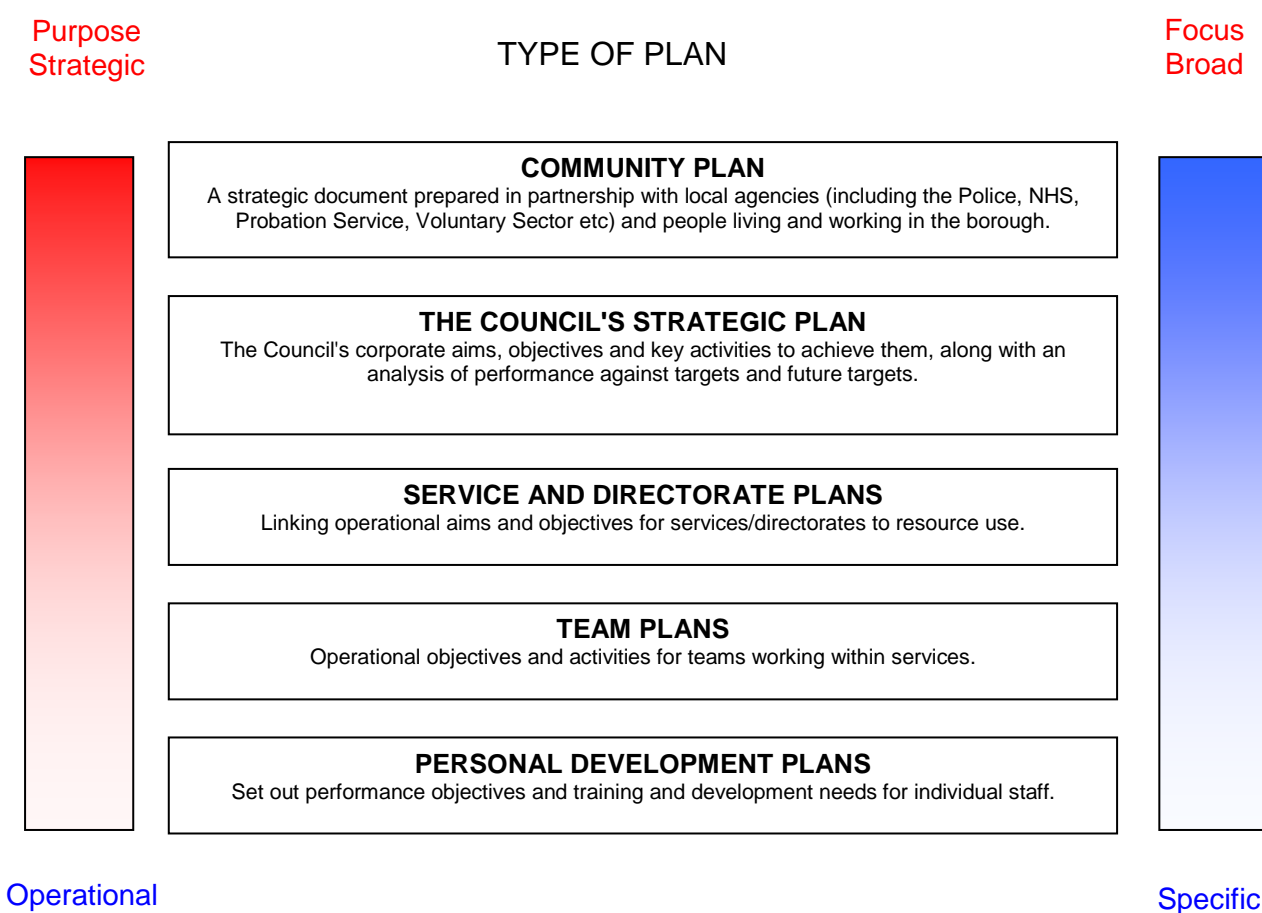 Purpose
Strategic
TYPE OF PLAN
Focus
Broad
COMMUNITY PLAN
A strategic document prepared in partnership with local agencies (including the Police, NHS,
Probation Service, Voluntary Sector etc) and people living and working in the borough.
THE COUNCIL'S STRATEGIC PLAN
The Council's corporate aims, objectives and key activities to achieve them, along with an
analysis of performance against targets and future targets.
SERVICE AND DIRECTORATE PLANS
Linking operational aims and objectives for services/directorates to resource use.
TEAM PLANS
Operational objectives and activities for teams working within services.
PERSONAL DEVELOPMENT PLANS
Set out performance objectives and training and development needs for individual staff.
Operational
Specific